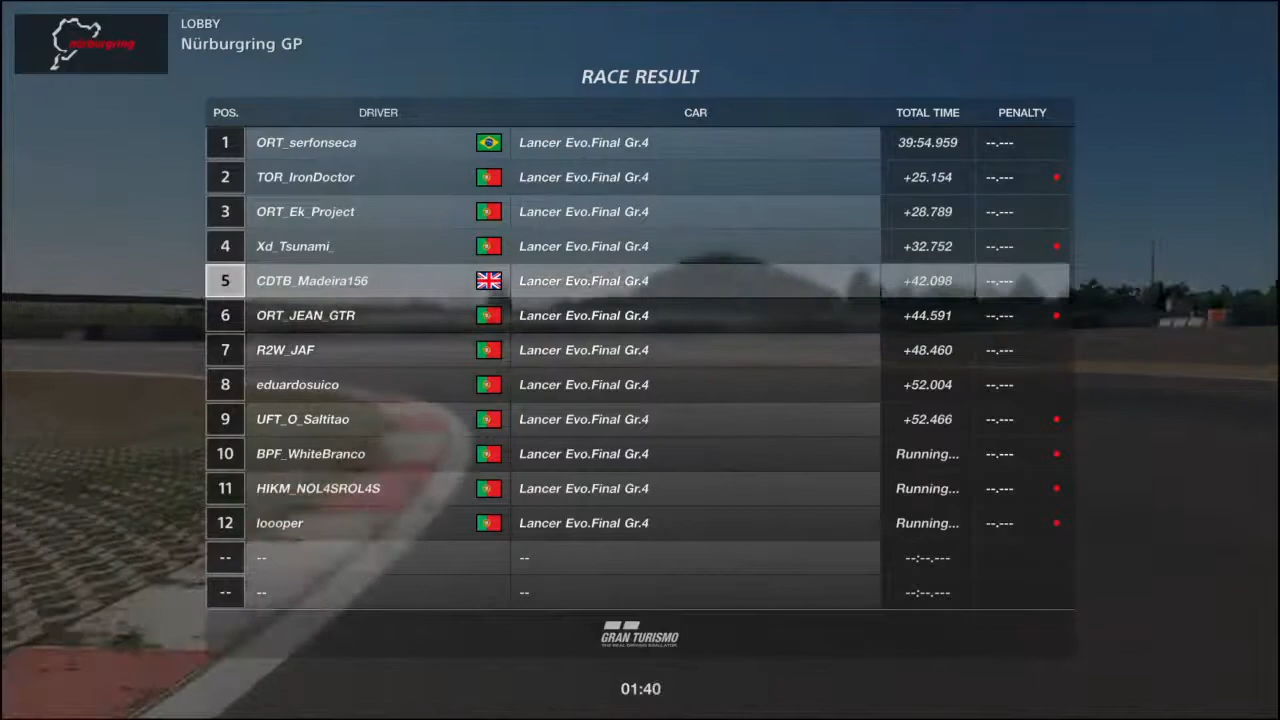 LOBBY
Nürburgring GP
nürburgring
RACE RESULT
POS. DRIVER CAR TOTAL TIME PENALTY
1 ORT_serfonseca Lancer Evo.Final Gr.4 39:54.959 --.---
2 TOR_IronDoctor Lancer Evo.Final Gr.4 +25.154 --.---
3 ORT_Ek_Project Lancer Evo.Final Gr.4 +28.789 --.---
4 Xd_Tsunami_ Lancer Evo.Final Gr.4 +32.752 --.---
5 CDTB_Madeira156 Lancer Evo.Final Gr.4 +42.098 --.---
6 ORT_JEAN_GTR Lancer Evo.Final Gr.4 +44.591 --.---
7 R2W_JAF Lancer Evo.Final Gr.4 +48.460 --.---
8 eduardosuico Lancer Evo.Final Gr.4 +52.004 --.---
9 UFT_O_Saltitao Lancer Evo.Final Gr.4 +52.466 --.---
10 BPF_WhiteBranco Lancer Evo.Final Gr.4 Running... --.---
11 HIKM_NOL4SROL4S Lancer Evo.Final Gr.4 Running... --.---
12 loooper Lancer Evo.Final Gr.4 Running... --.---
-- -- -- --:--.---
-- -- -- --:--.---
GRAN TURISMO
THE REAL DRIVING SIMULATOR
01:40